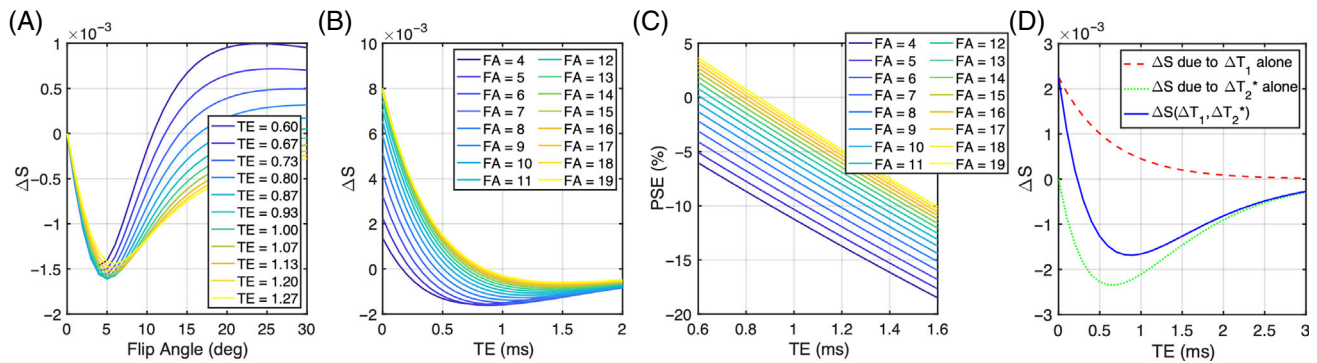 (A)
×10⁻³
1
0.5
0
−0.5
−1
−1.5
−2
0
5
10
15
20
25
30
ΔS
Flip Angle (deg)
TE = 0.60
TE = 0.67
TE = 0.73
TE = 0.80
TE = 0.87
TE = 0.93
TE = 1.00
TE = 1.07
TE = 1.13
TE = 1.20
TE = 1.27
(B)
×10⁻³
10
8
6
4
2
0
−2
0
0.5
1
1.5
2
ΔS
TE (ms)
FA = 4
FA = 5
FA = 6
FA = 7
FA = 8
FA = 9
FA = 10
FA = 11
FA = 12
FA = 13
FA = 14
FA = 15
FA = 16
FA = 17
FA = 18
FA = 19
(C)
5
0
−5
−10
−15
−20
0.6
0.8
1
1.2
1.4
1.6
PSE (%)
TE (ms)
FA = 4
FA = 5
FA = 6
FA = 7
FA = 8
FA = 9
FA = 10
FA = 11
FA = 12
FA = 13
FA = 14
FA = 15
FA = 16
FA = 17
FA = 18
FA = 19
(D)
×10⁻³
3
2
1
0
−1
−2
−3
0
0.5
1
1.5
2
2.5
3
ΔS
TE (ms)
ΔS due to ΔT₁ alone
ΔS due to ΔT₂* alone
ΔS(ΔT₁,ΔT₂*)